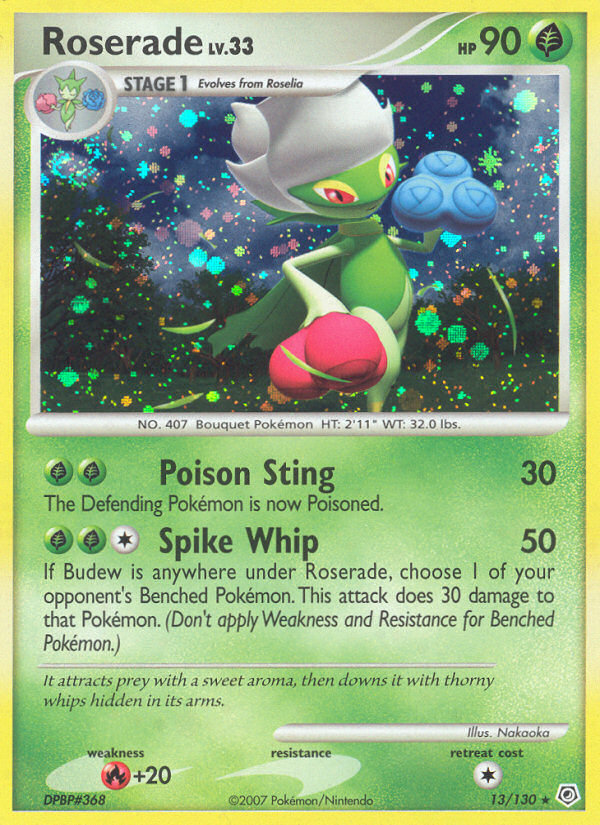 Roserade LV.33
HP 90
STAGE 1 Evolves from Roselia
NO. 407 Bouquet Pokémon HT: 2'11" WT: 32.0 lbs.
Poison Sting 30
The Defending Pokémon is now Poisoned.
Spike Whip 50
If Budew is anywhere under Roserade, choose 1 of your
opponent's Benched Pokémon. This attack does 30 damage to
that Pokémon. (Don't apply Weakness and Resistance for Benched
Pokémon.)
It attracts prey with a sweet aroma, then downs it with thorny
whips hidden in its arms.
Illus. Nakaoka
weakness resistance retreat cost
+20
DPBP#368 ©2007 Pokémon/Nintendo 13/130 ★